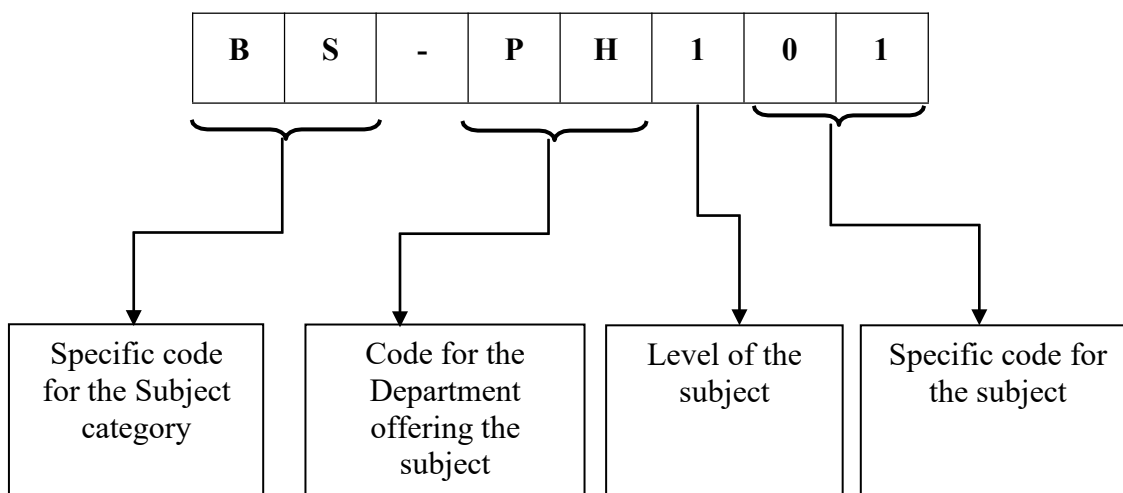 B S - P H 1 0 1
Specific code
for the Subject
category
Code for the
Department
offering the
subject
Level of the
subject
Specific code for
the subject